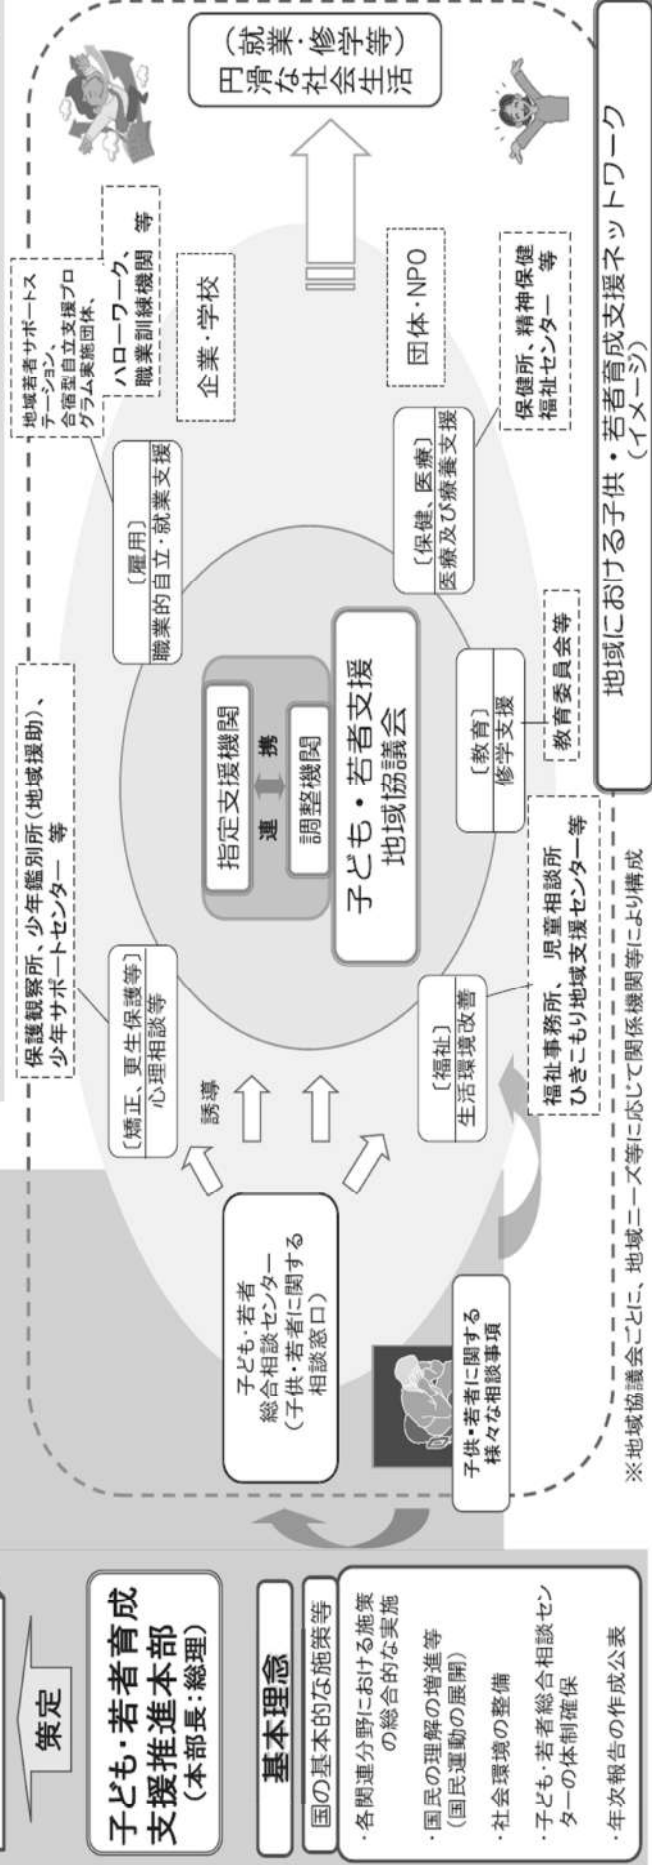 策定
子ども・若者育成
支援推進本部
(本部長:総理)
基本理念
国の基本的な施策等
・各関連分野における施策
の総合的な実施
・国民の理解の増進等
(国民運動の展開)
・社会環境の整備
・子ども・若者総合相談セン
ターの体制確保
・年次報告の作成公表
子ども・若者
総合相談センター
(子供・若者に関する
相談窓口)
子供・若者に関する
様々な相談事項
誘導
保護観察所、少年鑑別所(地域援助)、
少年サポートセンター 等
〔矯正、更生保護等〕
心理相談等
〔福祉〕
生活環境改善
福祉事務所、児童相談所
ひきこもり地域支援センター等
指定支援機関
連 携
調整機関
子ども・若者支援
地域協議会
〔教育〕
修学支援
教育委員会等
〔雇用〕
職業的自立・就業支援
地域若者サポートス
テーション、
合宿型自立支援プロ
グラム実施団体、
ハローワーク、
職業訓練機関 等
企業・学校
団体・NPO
〔保健、医療〕
医療及び療養支援
保健所、精神保健
福祉センター 等
(就業・修学等)
円滑な社会
生活
地域における子供・若者育成支援ネットワーク
(イメージ)
※地域協議会ごとに、地域ニーズ等に応じて関係機関等により構成